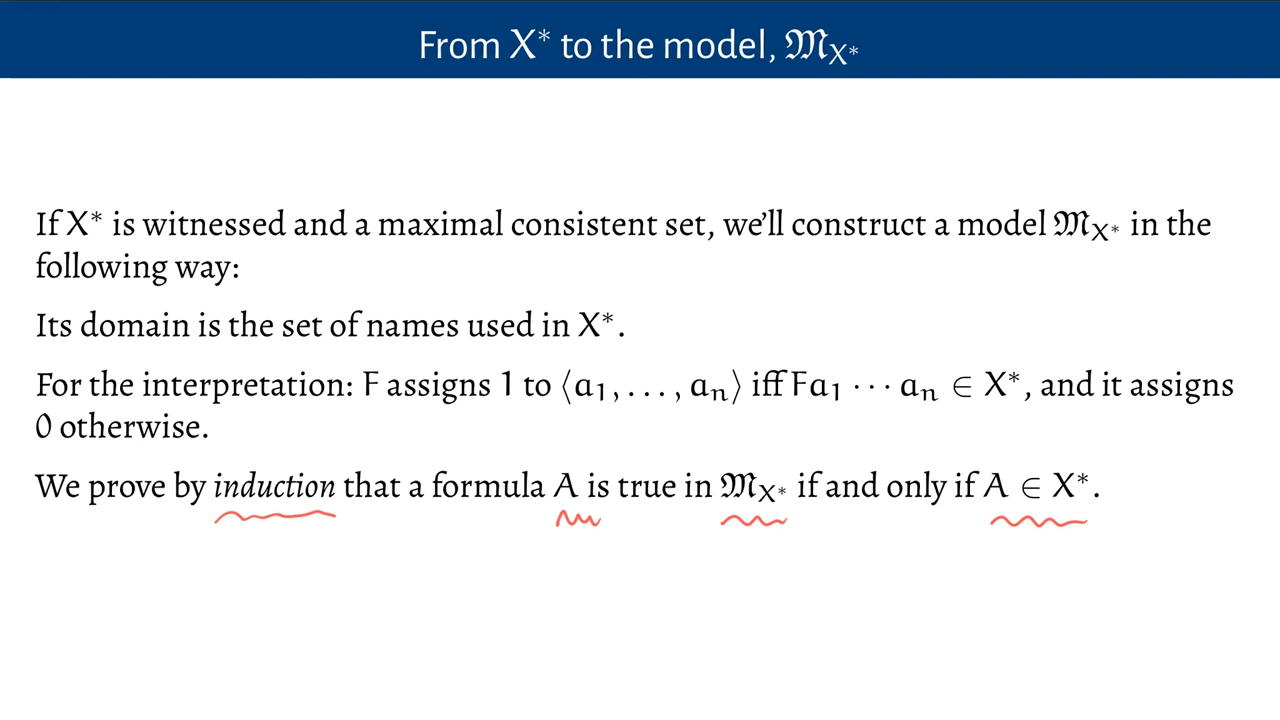 From X* to the model, 𝔐_X*
If X* is witnessed and a maximal consistent set, we'll construct a model 𝔐_X* in the
following way:
Its domain is the set of names used in X*.
For the interpretation: F assigns 1 to ⟨a₁, …, aₙ⟩ iff Fa₁ ⋯ aₙ ∈ X*, and it assigns
0 otherwise.
We prove by induction that a formula A is true in 𝔐_X* if and only if A ∈ X*.